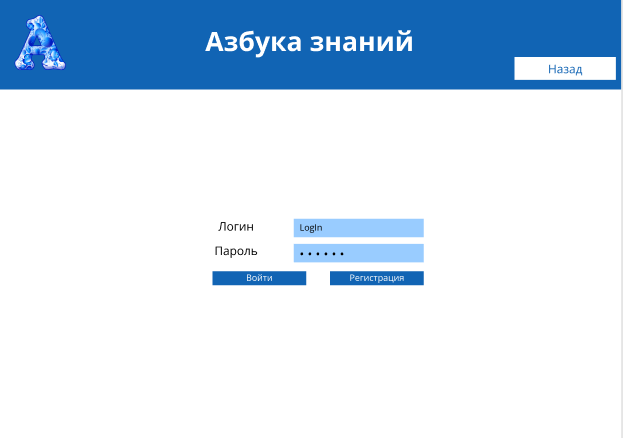 А
Азбука знаний
Назад
Логин
LogIn
Пароль
••••••
Войти
Регистрация